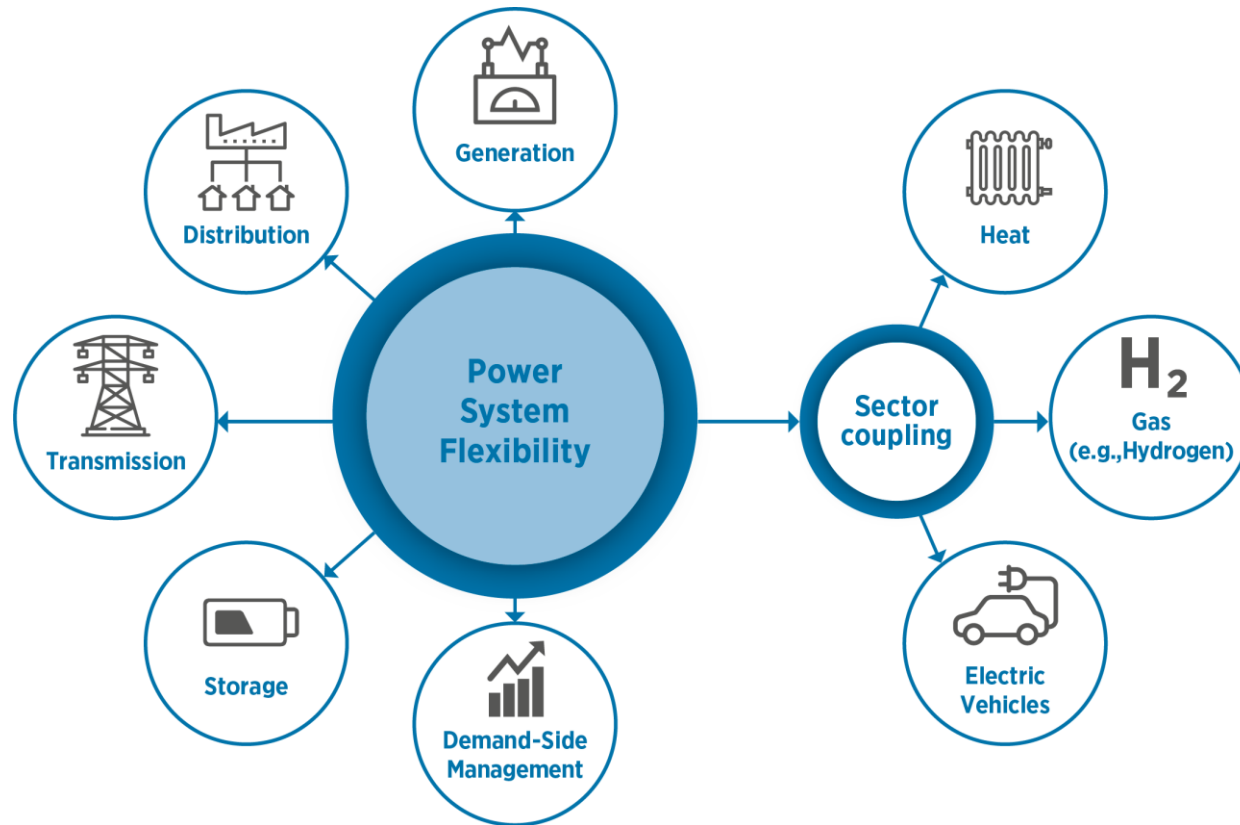 Generation
Distribution
Transmission
Storage
Demand-Side
Management
Power
System
Flexibility
Sector
coupling
Heat
H₂
Gas
(e.g.,Hydrogen)
Electric
Vehicles